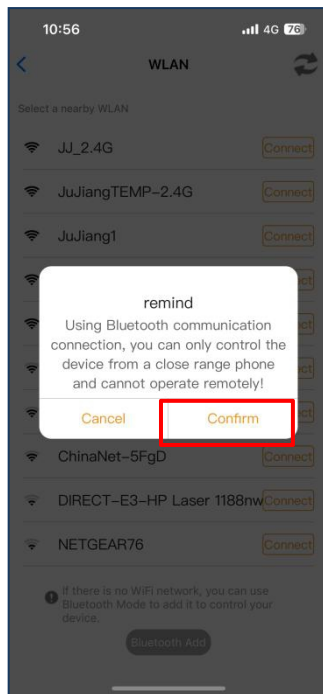 10:56
4G 76
WLAN
Select a nearby WLAN
JJ_2.4G
Connect
JuJiangTEMP-2.4G
Connect
JuJiang1
Connect
remind
Using Bluetooth communication
connection, you can only control the
device from a close range phone
and cannot operate remotely!
Cancel
Confirm
ChinaNet-5FgD
Connect
DIRECT-E3-HP Laser 1188nw
Connect
NETGEAR76
Connect
If there is no WiFi network, you can use
Bluetooth Mode to add it to control your
device.
Bluetooth Add